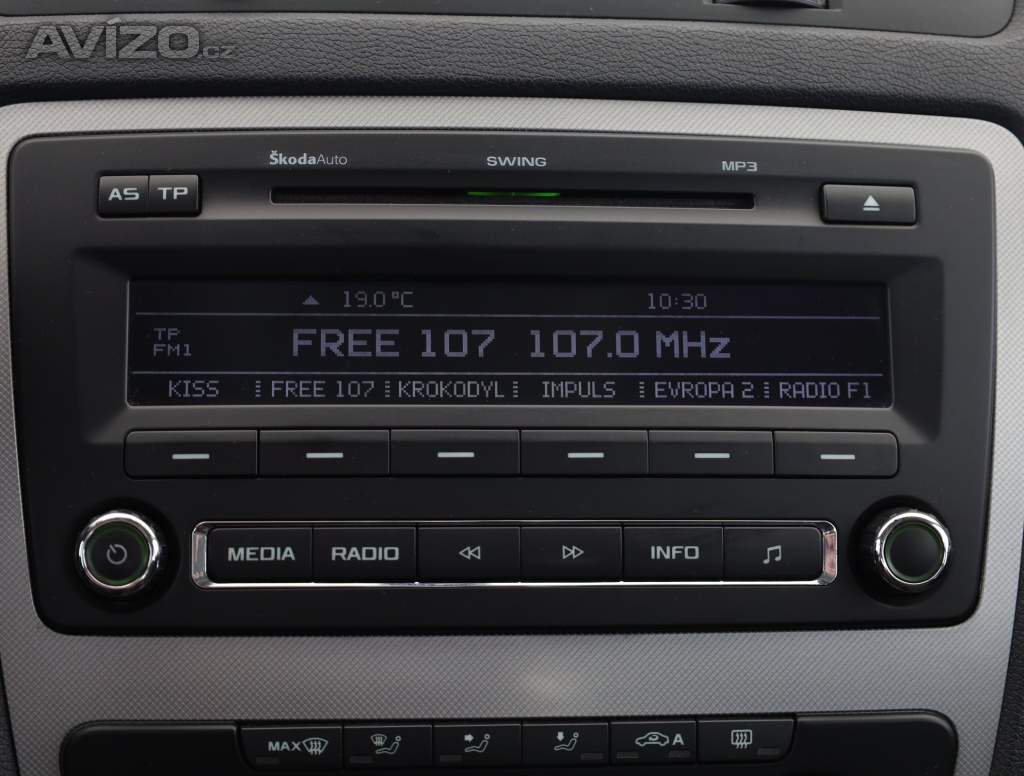 AVÍZO.cz
ŠkodaAuto SWING MP3
AS TP
19.0 °C 10:30
TP
FM1
FREE 107 107.0 MHz
KISS FREE 107 KROKODYL IMPULS EVROPA 2 RADIO F1
MEDIA RADIO INFO
MAX A